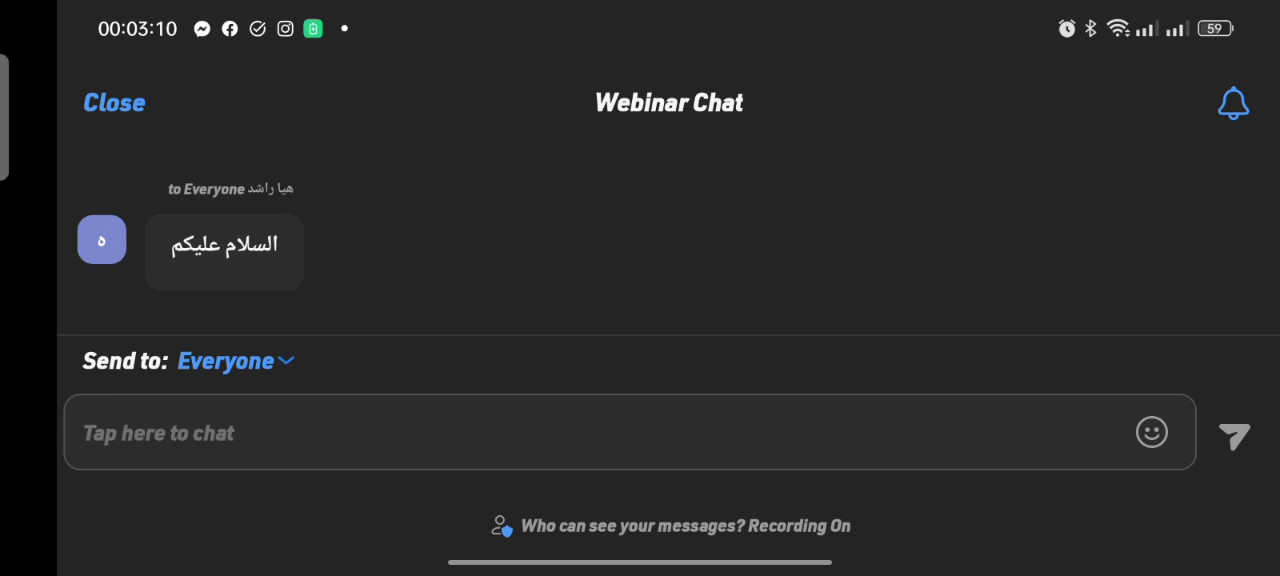 00:03:10
59
Close
Webinar Chat
هيا راشد to Everyone
ه
السلام عليكم
Send to: Everyone
Tap here to chat
Who can see your messages? Recording On